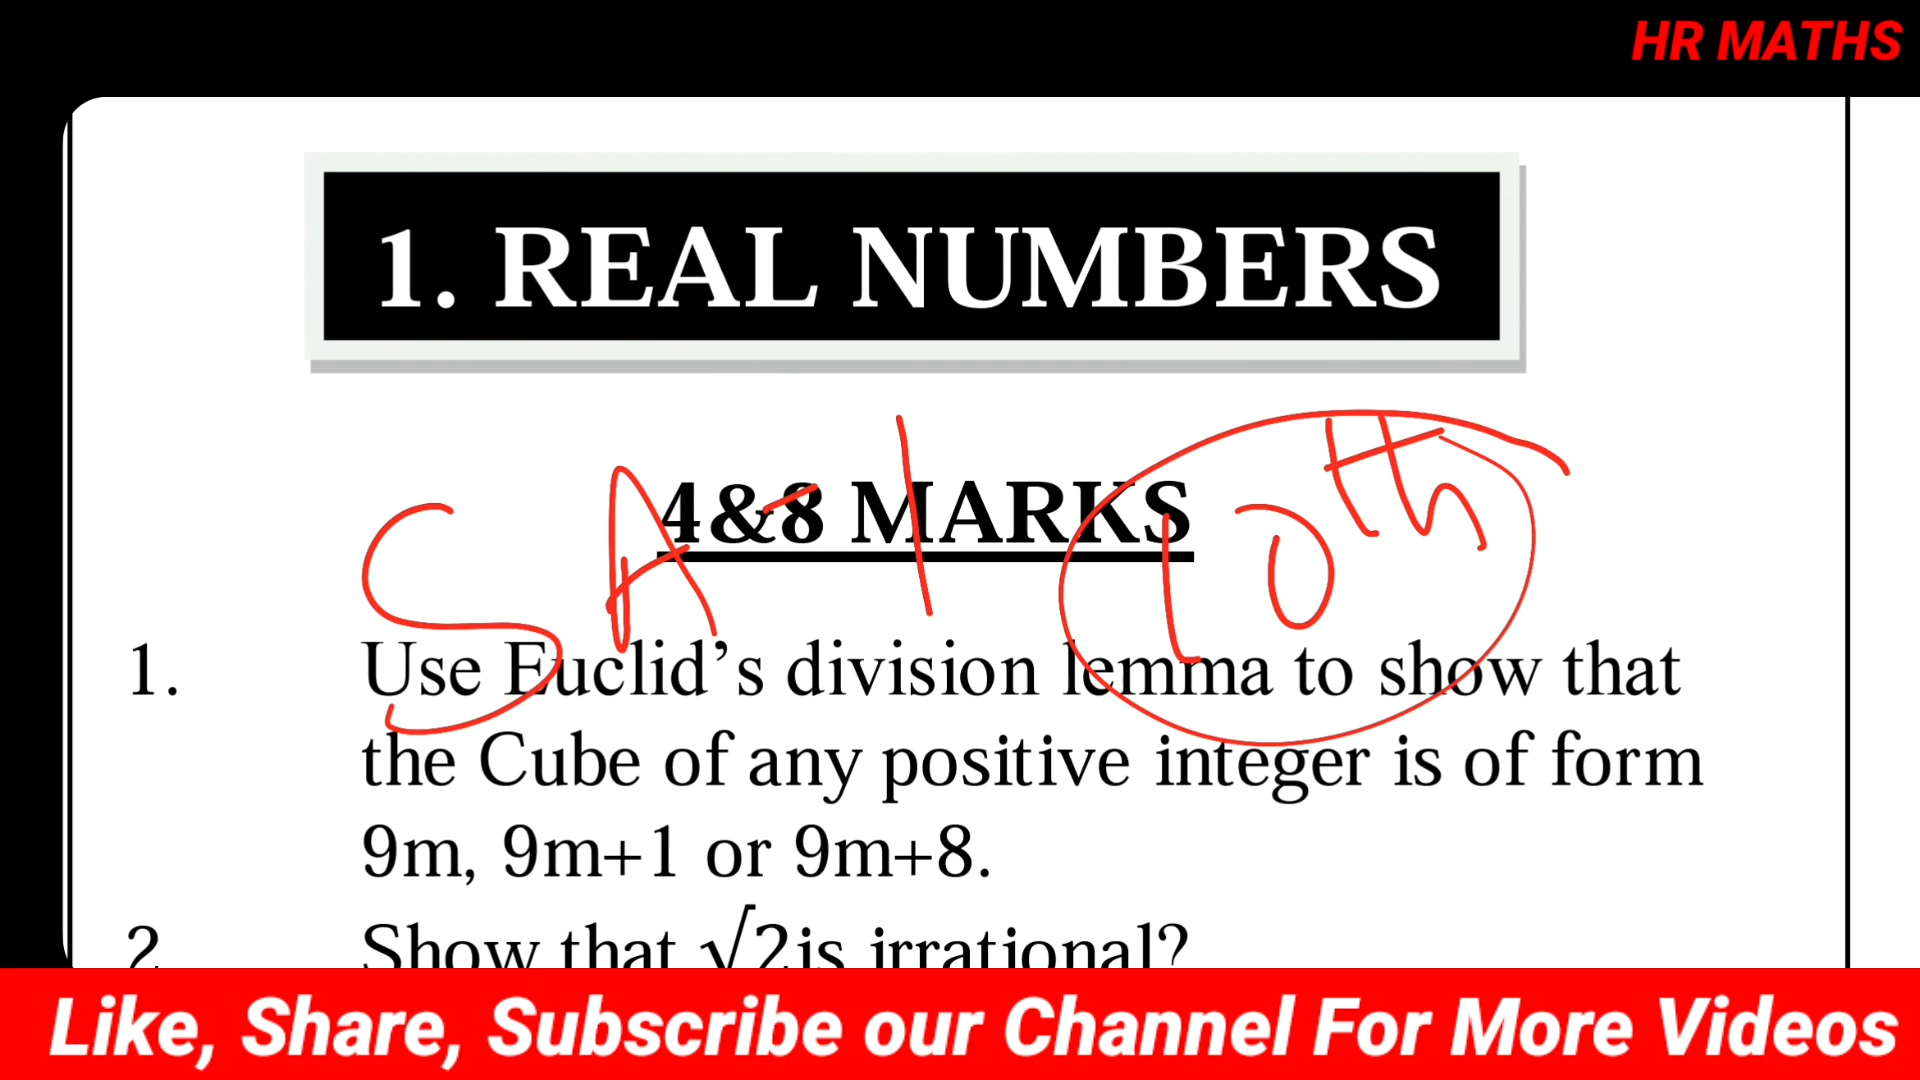 HR MATHS
1. REAL NUMBERS
SA-1 10th
4&8 MARKS
1. Use Euclid’s division lemma to show that
the Cube of any positive integer is of form
9m, 9m+1 or 9m+8.
2 Show that √2is irrational?
Like, Share, Subscribe our Channel For More Videos